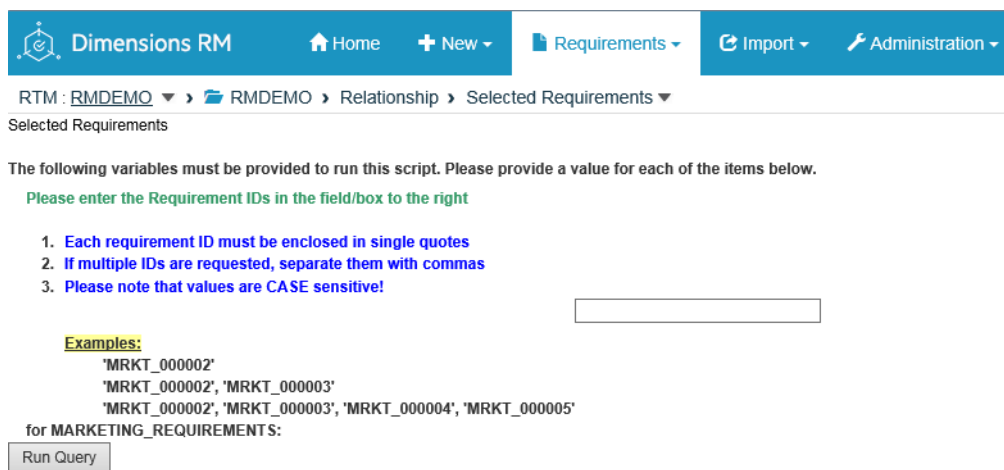 Dimensions RM Home New Requirements Import Administration
RTM : RMDEMO › RMDEMO › Relationship › Selected Requirements
Selected Requirements
The following variables must be provided to run this script. Please provide a value for each of the items below.
Please enter the Requirement IDs in the field/box to the right
1. Each requirement ID must be enclosed in single quotes
2. If multiple IDs are requested, separate them with commas
3. Please note that values are CASE sensitive!
Examples:
'MRKT_000002'
'MRKT_000002', 'MRKT_000003'
'MRKT_000002', 'MRKT_000003', 'MRKT_000004', 'MRKT_000005'
for MARKETING_REQUIREMENTS:
Run Query